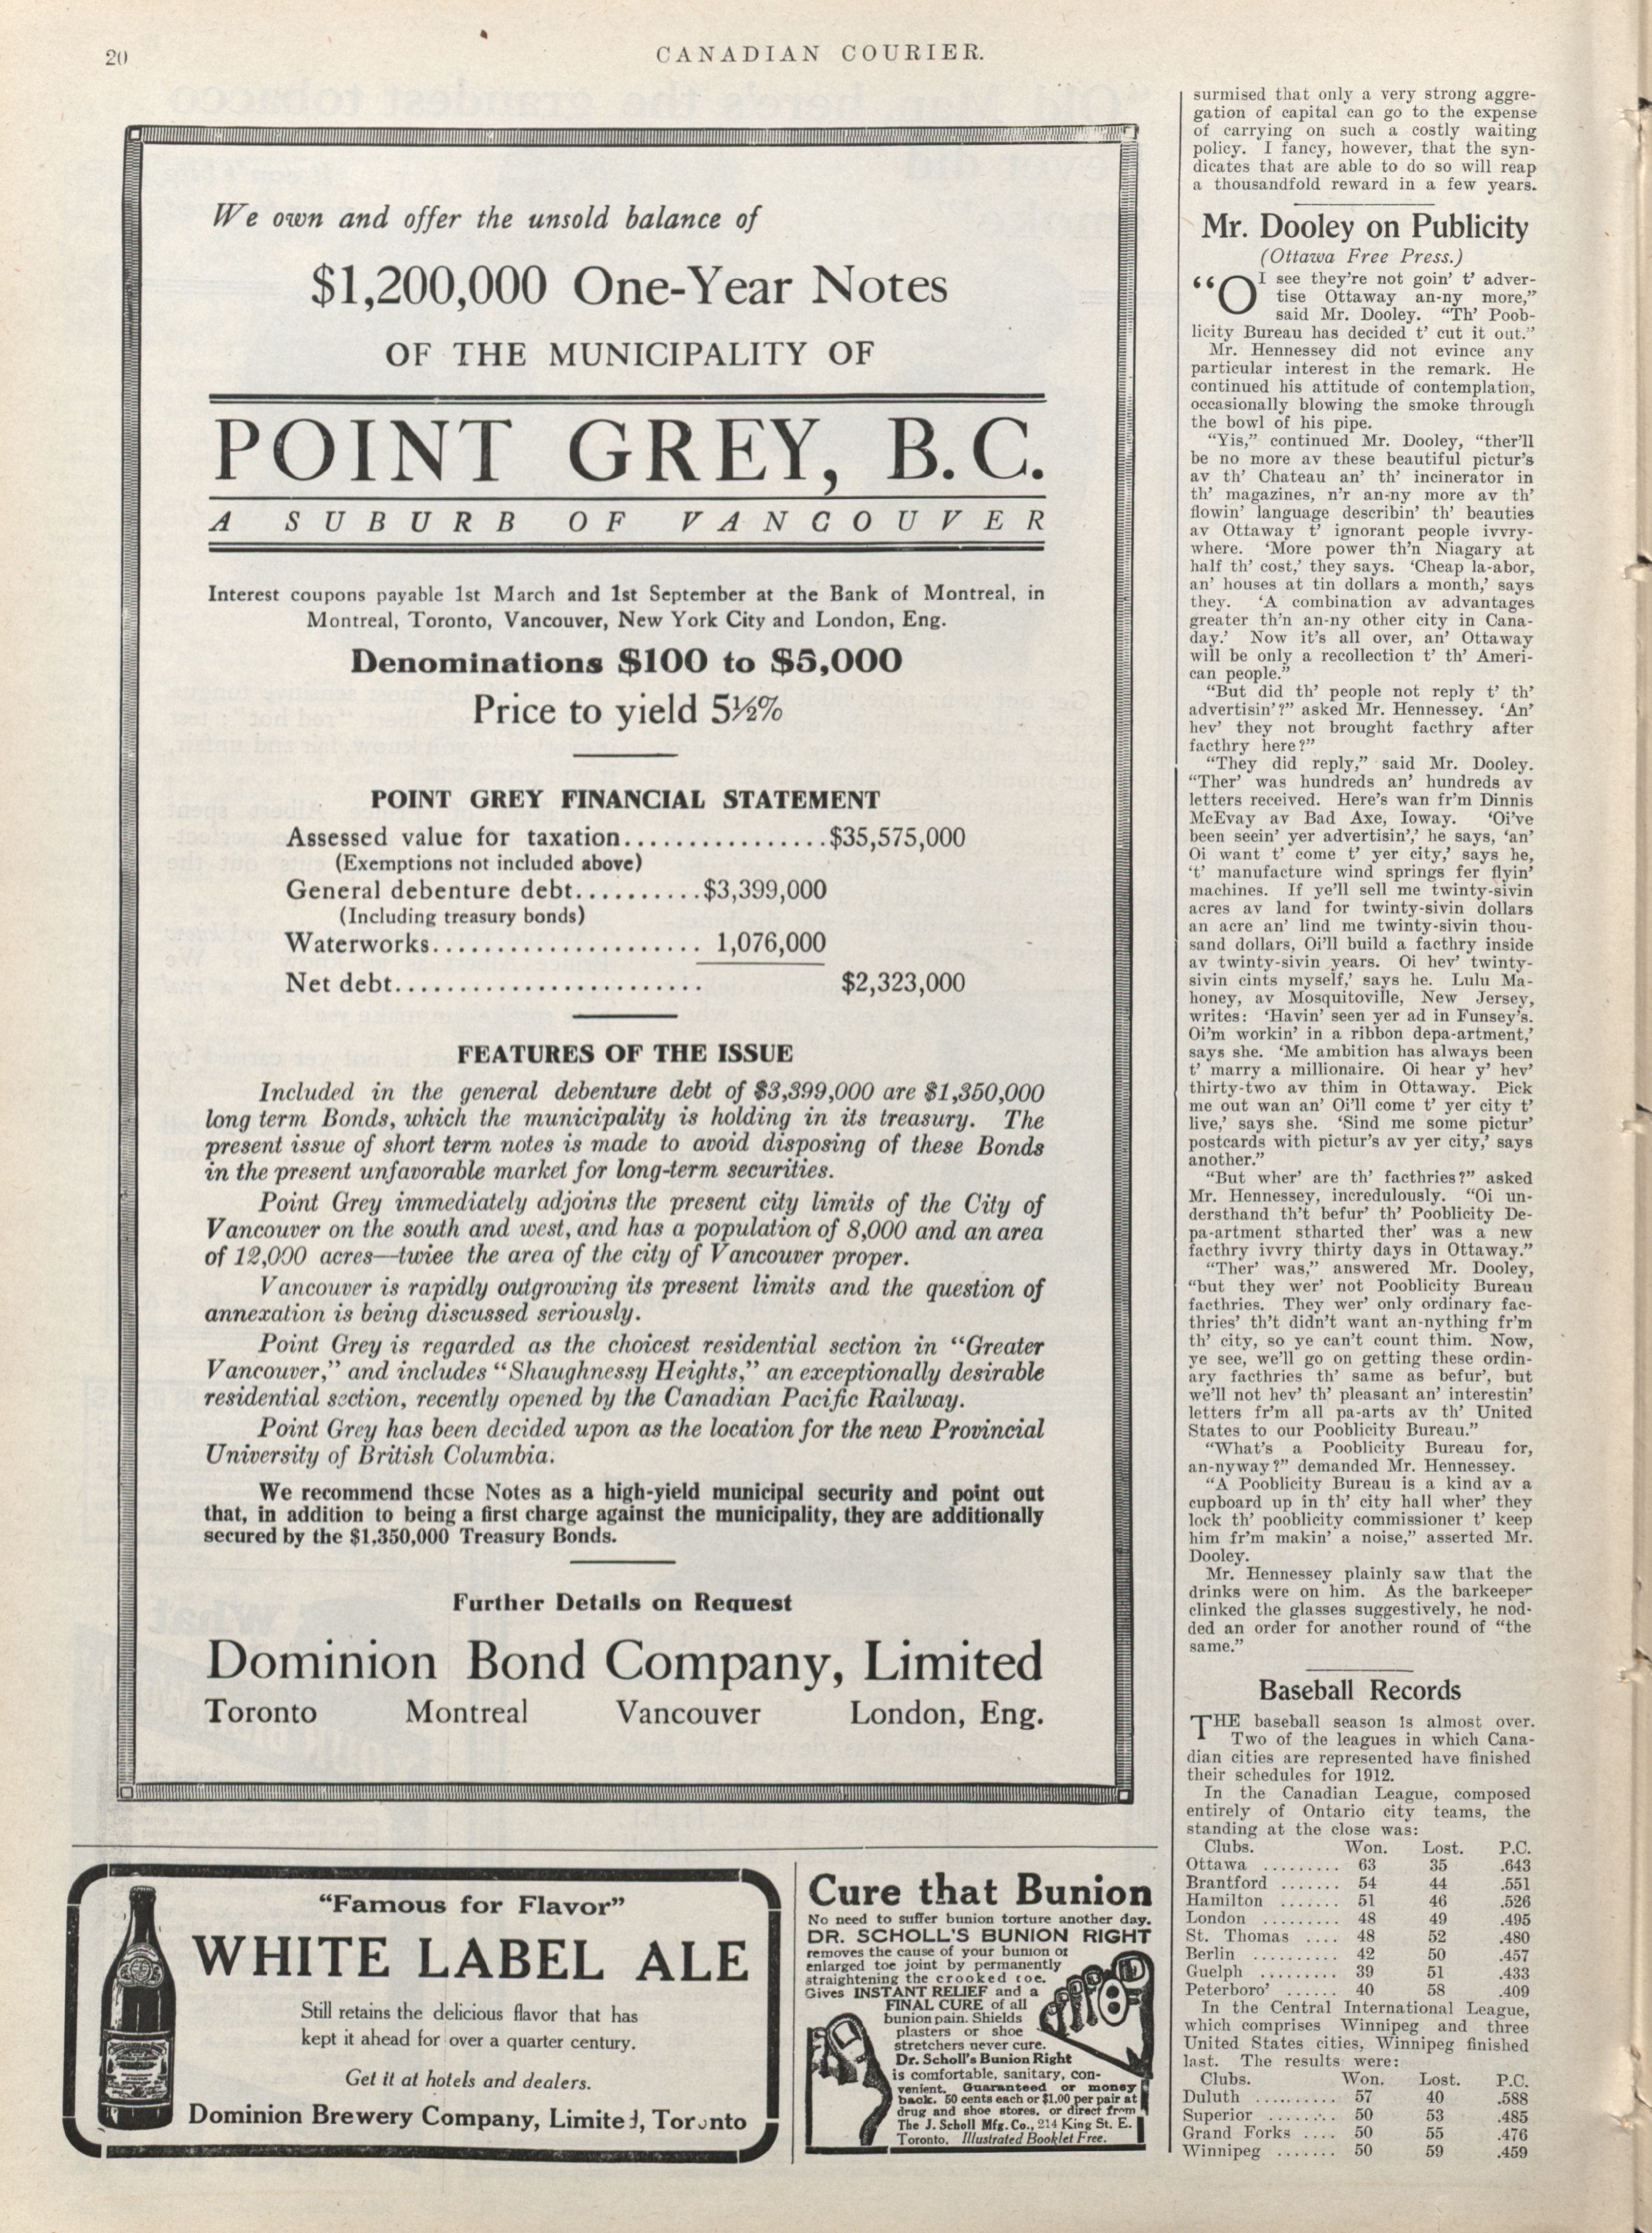 20
CANADIAN COURIER.
We own and offer the unsold balance of
$1,200,000 One-Year Notes
OF THE MUNICIPALITY OF
POINT GREY, B.C.
A SUBURB OF VANCOUVER
Interest coupons payable 1st March and 1st September at the Bank of Montreal, in
Montreal, Toronto, Vancouver, New York City and London, Eng.
Denominations $100 to $5,000
Price to yield 5½%
POINT GREY FINANCIAL STATEMENT
Assessed value for taxation................$35,575,000
(Exemptions not included above)
General debenture debt..........$3,399,000
(Including treasury bonds)
Waterworks..................... 1,076,000
Net debt........................ $2,323,000
FEATURES OF THE ISSUE
Included in the general debenture debt of $3,399,000 are $1,350,000
long term Bonds, which the municipality is holding in its treasury. The
present issue of short term notes is made to avoid disposing of these Bonds
in the present unfavorable market for long-term securities.
Point Grey immediately adjoins the present city limits of the City of
Vancouver on the south and west, and has a population of 8,000 and an area
of 12,000 acres—twice the area of the city of Vancouver proper.
Vancouver is rapidly outgrowing its present limits and the question of
annexation is being discussed seriously.
Point Grey is regarded as the choicest residential section in “Greater
Vancouver,” and includes “Shaughnessy Heights,” an exceptionally desirable
residential section, recently opened by the Canadian Pacific Railway.
Point Grey has been decided upon as the location for the new Provincial
University of British Columbia.
We recommend these Notes as a high-yield municipal security and point out
that, in addition to being a first charge against the municipality, they are additionally
secured by the $1,350,000 Treasury Bonds.
Further Details on Request
Dominion Bond Company, Limited
Toronto Montreal Vancouver London, Eng.
“Famous for Flavor”
WHITE LABEL ALE
Still retains the delicious flavor that has
kept it ahead for over a quarter century.
Get it at hotels and dealers.
Dominion Brewery Company, Limited, Toronto
Cure that Bunion
No need to suffer bunion torture another day.
DR. SCHOLL'S BUNION RIGHT
removes the cause of your bunion or
enlarged toe joint by permanently
straightening the crooked toe.
Gives INSTANT RELIEF and a
FINAL CURE of all
bunion pain. Shields
plasters or shoe
stretchers never cure.
Dr. Scholl's Bunion Right
is comfortable, sanitary, con-
venient. Guaranteed or money
back. 50 cents each or $1.00 per pair at
drug and shoe stores, or direct from
The J. Scholl Mfg. Co., 214 King St. E.
Toronto. Illustrated Booklet Free.
surmised that only a very strong aggre-
gation of capital can go to the expense
of carrying on such a costly waiting
policy. I fancy, however, that the syn-
dicates that are able to do so will reap
a thousandfold reward in a few years.
Mr. Dooley on Publicity
(Ottawa Free Press.)
“OI see they're not goin' t' adver-
tise Ottaway an-ny more,”
said Mr. Dooley. “Th' Poob-
licity Bureau has decided t' cut it out.”
Mr. Hennessey did not evince any
particular interest in the remark. He
continued his attitude of contemplation,
occasionally blowing the smoke through
the bowl of his pipe.
“Yis,” continued Mr. Dooley, “ther'll
be no more av these beautiful pictur's
av th' Chateau an' th' incinerator in
th' magazines, n'r an-ny more av th'
flowin' language describin' th' beauties
av Ottaway t' ignorant people ivvry-
where. ‘More power th'n Niagary at
half th' cost,’ they says. ‘Cheap la-abor,
an' houses at tin dollars a month,’ says
they. ‘A combination av advantages
greater th'n an-ny other city in Cana-
day.’ Now it's all over, an' Ottaway
will be only a recollection t' th' Ameri-
can people.”
“But did th' people not reply t' th'
advertisin'?” asked Mr. Hennessey. ‘An'
hev' they not brought facthry after
facthry here?”
“They did reply,” said Mr. Dooley.
“Ther' was hundreds an' hundreds av
letters received. Here's wan fr'm Dinnis
McEvay av Bad Axe, Ioway. ‘Oi've
been seein' yer advertisin',’ he says, ‘an'
Oi want t' come t' yer city,’ says he,
‘t' manufacture wind springs fer flyin'
machines. If ye'll sell me twinty-sivin
acres av land for twinty-sivin dollars
an acre an' lind me twinty-sivin thou-
sand dollars, Oi'll build a facthry inside
av twinty-sivin years. Oi hev' twinty-
sivin cints myself,’ says he. Lulu Ma-
honey, av Mosquitoville, New Jersey,
writes: ‘Havin' seen yer ad in Funsey's.
Oi'm workin' in a ribbon depa-artment,’
says she. ‘Me ambition has always been
t' marry a millionaire. Oi hear y' hev'
thirty-two av thim in Ottaway. Pick
me out wan an' Oi'll come t' yer city t'
live,’ says she. ‘Sind me some pictur'
postcards with pictur's av yer city,’ says
another.”
“But wher' are th' facthries?” asked
Mr. Hennessey, incredulously. “Oi un-
dersthand th't befur' th' Pooblicity De-
pa-artment stharted ther' was a new
facthry ivvry thirty days in Ottaway.”
“Ther' was,” answered Mr. Dooley,
“but they wer' not Pooblicity Bureau
facthries. They wer' only ordinary fac-
thries' th't didn't want an-nything fr'm
th' city, so ye can't count thim. Now,
ye see, we'll go on getting these ordin-
ary facthries th' same as befur', but
we'll not hev' th' pleasant an' interestin'
letters fr'm all pa-arts av th' United
States to our Pooblicity Bureau.”
“What's a Pooblicity Bureau for,
an-nyway?” demanded Mr. Hennessey.
“A Pooblicity Bureau is a kind av a
cupboard up in th' city hall wher' they
lock th' pooblicity commissioner t' keep
him fr'm makin' a noise,” asserted Mr.
Dooley.
Mr. Hennessey plainly saw that the
drinks were on him. As the barkeeper
clinked the glasses suggestively, he nod-
ded an order for another round of “the
same.”
Baseball Records
THE baseball season is almost over.
Two of the leagues in which Cana-
dian cities are represented have finished
their schedules for 1912.
In the Canadian League, composed
entirely of Ontario city teams, the
standing at the close was:
Clubs. Won. Lost. P.C.
Ottawa ......... 63 35 .643
Brantford ....... 54 44 .551
Hamilton ....... 51 46 .526
London ......... 48 49 .495
St. Thomas .... 48 52 .480
Berlin .......... 42 50 .457
Guelph ......... 39 51 .433
Peterboro' ...... 40 58 .409
In the Central International League,
which comprises Winnipeg and three
United States cities, Winnipeg finished
last. The results were:
Clubs. Won. Lost. P.C.
Duluth .......... 57 40 .588
Superior ........ 50 53 .485
Grand Forks .... 50 55 .476
Winnipeg ....... 50 59 .459